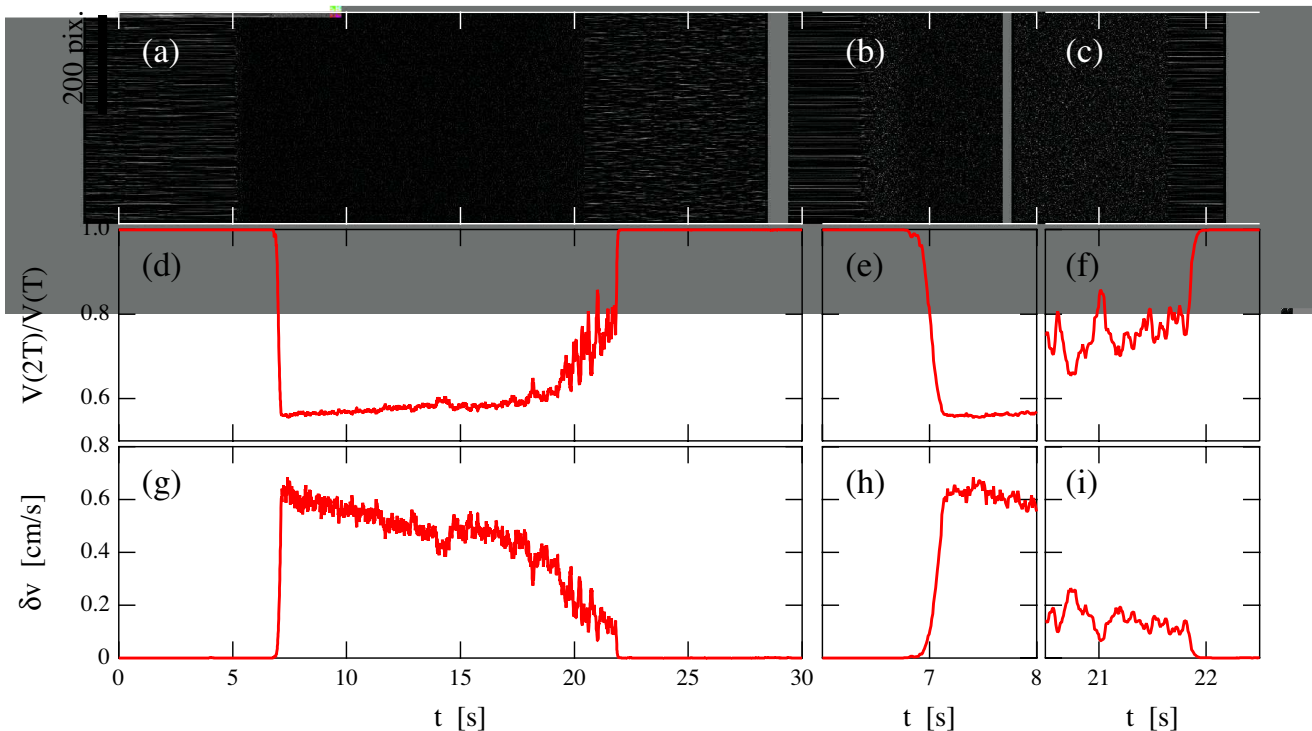 200 pix.
(a)
(b)
(c)
1.0
0.8
0.6
0.8
V(2T)/V(T)
(d)
(e)
(f)
0.6
0.4
0.2
0
δv [cm/s]
(g)
(h)
(i)
0 5 10 15 20 25 30
7 8
21 22
t [s]
t [s]
t [s]